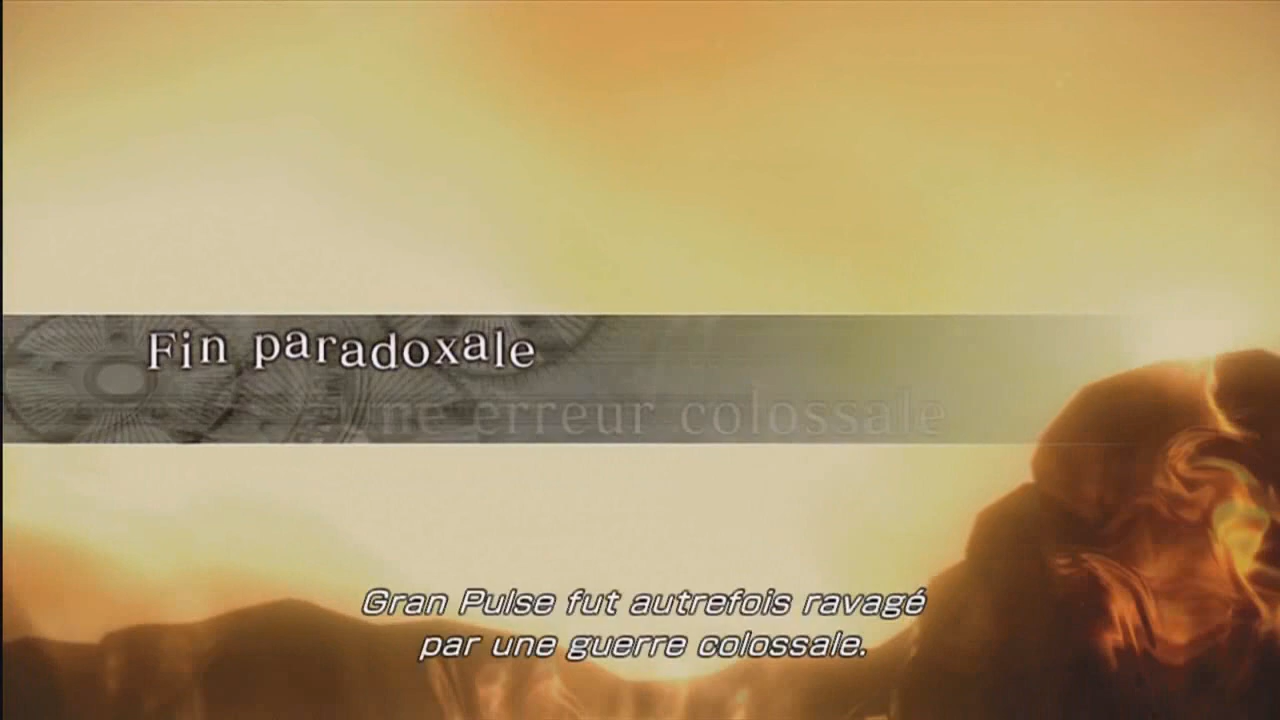 Fin paradoxale
Une erreur colossale
Gran Pulse fut autrefois ravagé
par une guerre colossale.